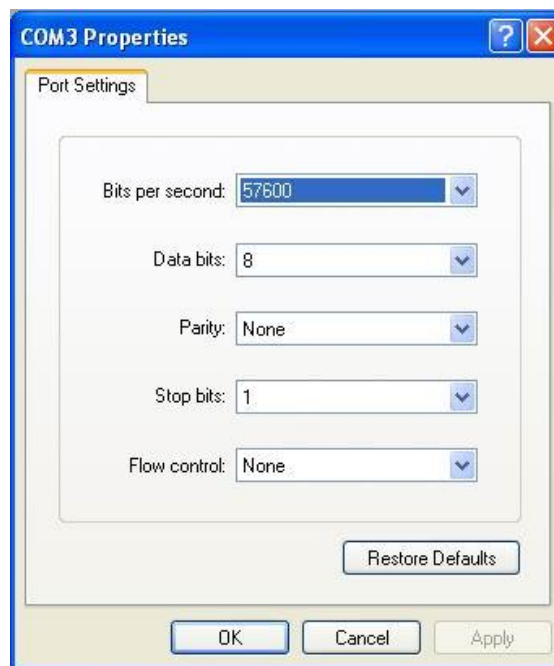 COM3 Properties
Port Settings
Bits per second: 57600
Data bits: 8
Parity: None
Stop bits: 1
Flow control: None
Restore Defaults
OK Cancel Apply